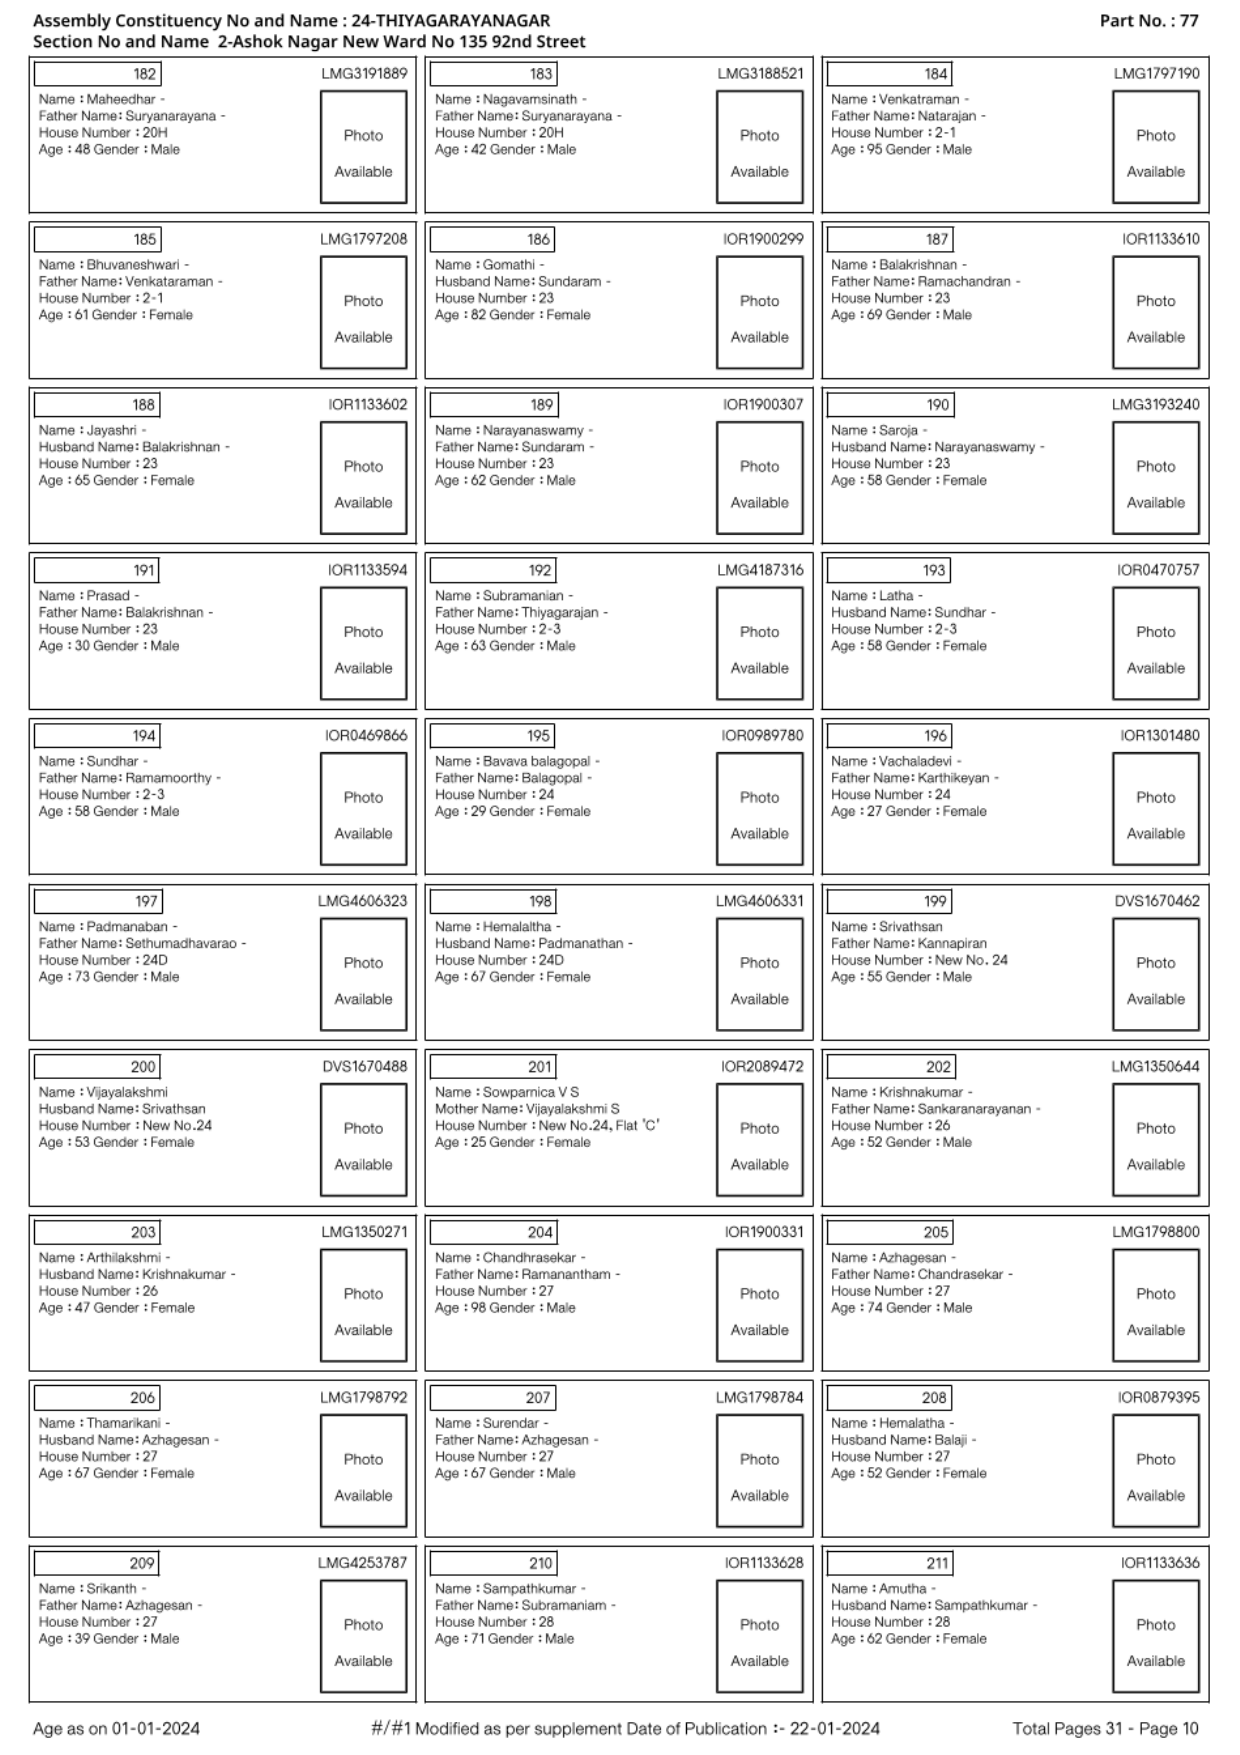 Assembly Constituency No and Name : 24-THIYAGARAYANAGAR
Part No. : 77
Section No and Name 2-Ashok Nagar New Ward No 135 92nd Street
182
LMG3191889
Name : Maheedhar -
Father Name: Suryanarayana -
House Number : 20H
Age : 48 Gender : Male
Photo
Available
183
LMG3188521
Name : Nagavamsinath -
Father Name: Suryanarayana -
House Number : 20H
Age : 42 Gender : Male
Photo
Available
184
LMG1797190
Name : Venkatraman -
Father Name: Natarajan -
House Number : 2-1
Age : 95 Gender : Male
Photo
Available
185
LMG1797208
Name : Bhuvaneshwari -
Father Name: Venkataraman -
House Number : 2-1
Age : 61 Gender : Female
Photo
Available
186
IOR1900299
Name : Gomathi -
Husband Name: Sundaram -
House Number : 23
Age : 82 Gender : Female
Photo
Available
187
IOR1133610
Name : Balakrishnan -
Father Name: Ramachandran -
House Number : 23
Age : 69 Gender : Male
Photo
Available
188
IOR1133602
Name : Jayashri -
Husband Name: Balakrishnan -
House Number : 23
Age : 65 Gender : Female
Photo
Available
189
IOR1900307
Name : Narayanaswamy -
Father Name: Sundaram -
House Number : 23
Age : 62 Gender : Male
Photo
Available
190
LMG3193240
Name : Saroja -
Husband Name: Narayanaswamy -
House Number : 23
Age : 58 Gender : Female
Photo
Available
191
IOR1133594
Name : Prasad -
Father Name: Balakrishnan -
House Number : 23
Age : 30 Gender : Male
Photo
Available
192
LMG4187316
Name : Subramanian -
Father Name: Thiyagarajan -
House Number : 2-3
Age : 63 Gender : Male
Photo
Available
193
IOR0470757
Name : Latha -
Husband Name: Sundhar -
House Number : 2-3
Age : 58 Gender : Female
Photo
Available
194
IOR0469866
Name : Sundhar -
Father Name: Ramamoorthy -
House Number : 2-3
Age : 58 Gender : Male
Photo
Available
195
IOR0989780
Name : Bavava balagopal -
Father Name: Balagopal -
House Number : 24
Age : 29 Gender : Female
Photo
Available
196
IOR1301480
Name : Vachaladevi -
Father Name: Karthikeyan -
House Number : 24
Age : 27 Gender : Female
Photo
Available
197
LMG4606323
Name : Padmanaban -
Father Name: Sethumadhavarao -
House Number : 24D
Age : 73 Gender : Male
Photo
Available
198
LMG4606331
Name : Hemalaltha -
Husband Name: Padmanathan -
House Number : 24D
Age : 67 Gender : Female
Photo
Available
199
DVS1670462
Name : Srivathsan
Father Name: Kannapiran
House Number : New No. 24
Age : 55 Gender : Male
Photo
Available
200
DVS1670488
Name : Vijayalakshmi
Husband Name: Srivathsan
House Number : New No.24
Age : 53 Gender : Female
Photo
Available
201
IOR2089472
Name : Sowparnica V S
Mother Name: Vijayalakshmi S
House Number : New No.24, Flat 'C'
Age : 25 Gender : Female
Photo
Available
202
LMG1350644
Name : Krishnakumar -
Father Name: Sankaranarayanan -
House Number : 26
Age : 52 Gender : Male
Photo
Available
203
LMG1350271
Name : Arthilakshmi -
Husband Name: Krishnakumar -
House Number : 26
Age : 47 Gender : Female
Photo
Available
204
IOR1900331
Name : Chandhrasekar -
Father Name: Ramanantham -
House Number : 27
Age : 98 Gender : Male
Photo
Available
205
LMG1798800
Name : Azhagesan -
Father Name: Chandrasekar -
House Number : 27
Age : 74 Gender : Male
Photo
Available
206
LMG1798792
Name : Thamarikani -
Husband Name: Azhagesan -
House Number : 27
Age : 67 Gender : Female
Photo
Available
207
LMG1798784
Name : Surendar -
Father Name: Azhagesan -
House Number : 27
Age : 67 Gender : Male
Photo
Available
208
IOR0879395
Name : Hemalatha -
Husband Name: Balaji -
House Number : 27
Age : 52 Gender : Female
Photo
Available
209
LMG4253787
Name : Srikanth -
Father Name: Azhagesan -
House Number : 27
Age : 39 Gender : Male
Photo
Available
210
IOR1133628
Name : Sampathkumar -
Father Name: Subramaniam -
House Number : 28
Age : 71 Gender : Male
Photo
Available
211
IOR1133636
Name : Amutha -
Husband Name: Sampathkumar -
House Number : 28
Age : 62 Gender : Female
Photo
Available
Age as on 01-01-2024
#/#1 Modified as per supplement Date of Publication :- 22-01-2024
Total Pages 31 - Page 10